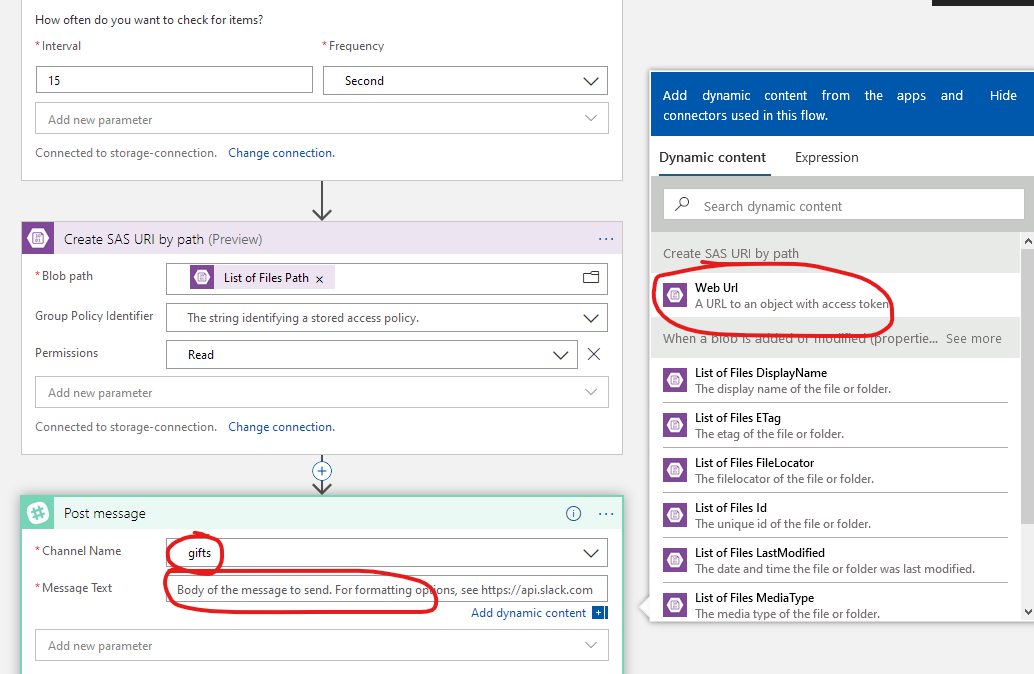 How often do you want to check for items?
* Interval
* Frequency
15
Second
Add new parameter
Connected to storage-connection. Change connection.
Create SAS URI by path (Preview)
...
* Blob path
List of Files Path ×
Group Policy Identifier
The string identifying a stored access policy.
Permissions
Read
Add new parameter
Connected to storage-connection. Change connection.
Post message
...
* Channel Name
gifts
* Message Text
Body of the message to send. For formatting options, see https://api.slack.com
Add dynamic content
Add new parameter
Add dynamic content from the apps and
connectors used in this flow.
Hide
Dynamic content
Expression
Search dynamic content
Create SAS URI by path
Web Url
A URL to an object with access token
When a blob is added or modified (propertie... See more
List of Files DisplayName
The display name of the file or folder.
List of Files ETag
The etag of the file or folder.
List of Files FileLocator
The filelocator of the file or folder.
List of Files Id
The unique id of the file or folder.
List of Files LastModified
The date and time the file or folder was last modified.
List of Files MediaType
The media type of the file or folder.